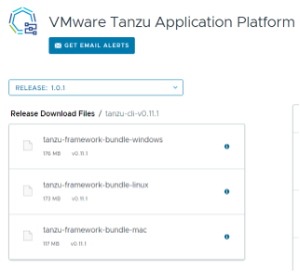 VMware Tanzu Application Platform
GET EMAIL ALERTS
RELEASE: 1.0.1
Release Download Files / tanzu-cli-v0.11.1
tanzu-framework-bundle-windows
176 MB v0.11.1
tanzu-framework-bundle-linux
173 MB v0.11.1
tanzu-framework-bundle-mac
117 MB v0.11.1